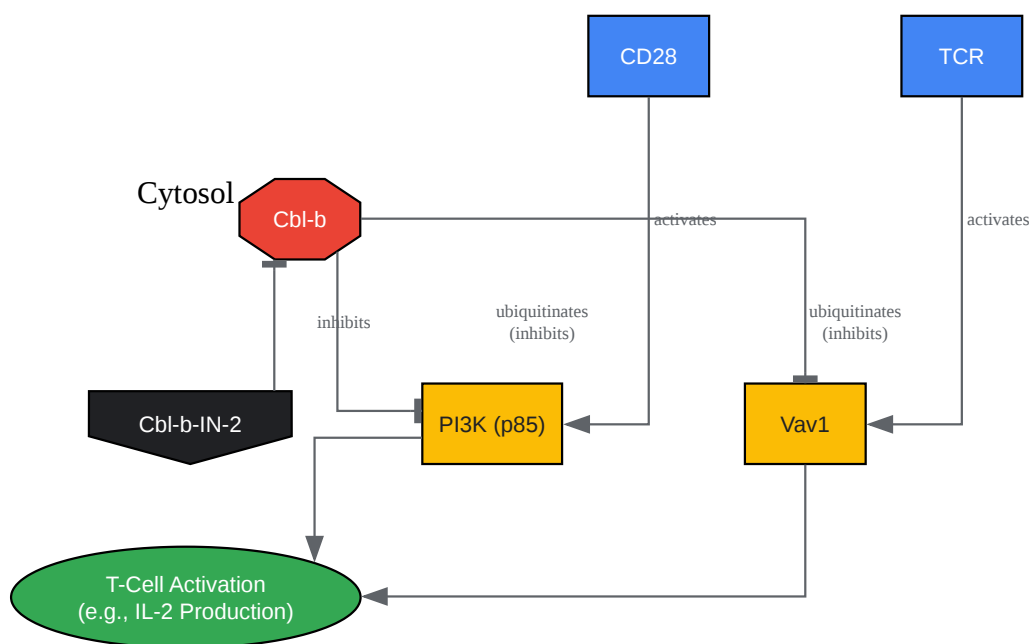 CD28
TCR
Cytosol
Cbl-b
activates
activates
inhibits
ubiquitinates
(inhibits)
ubiquitinates
(inhibits)
Cbl-b-IN-2
PI3K (p85)
Vav1
T-Cell Activation
(e.g., IL-2 Production)